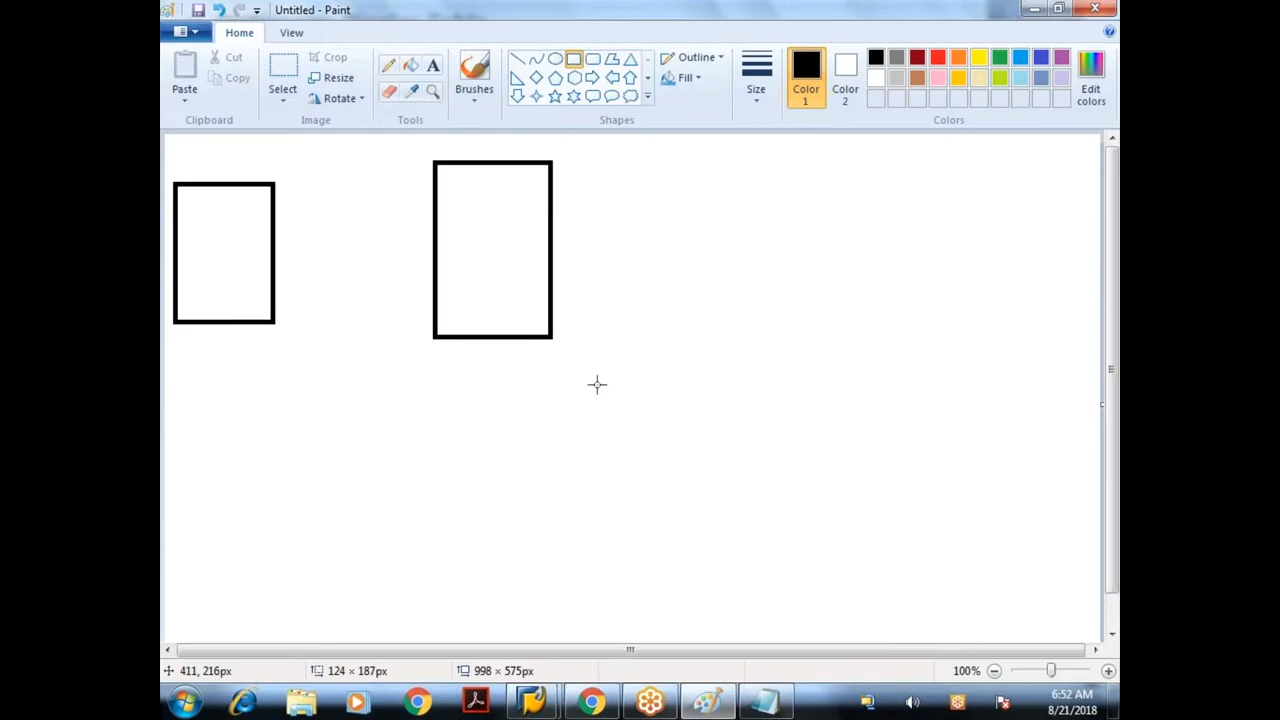 Untitled - Paint
Home View
Paste
Cut
Copy
Clipboard
Select
Crop
Resize
Rotate
Image
A
Tools
Brushes
Outline
Fill
Shapes
Size
Color 1
Color 2
Edit colors
Colors
411, 216px 124 × 187px 998 × 575px 100%
6:52 AM
8/21/2018